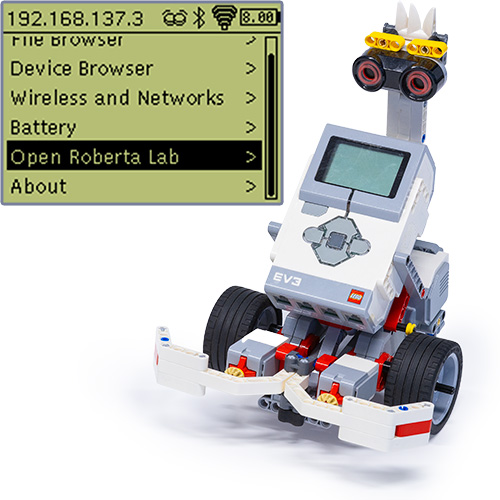 192.168.137.3 8.00
File Browser >
Device Browser >
Wireless and Networks >
Battery >
Open Roberta Lab >
About >
EV3
LEGO